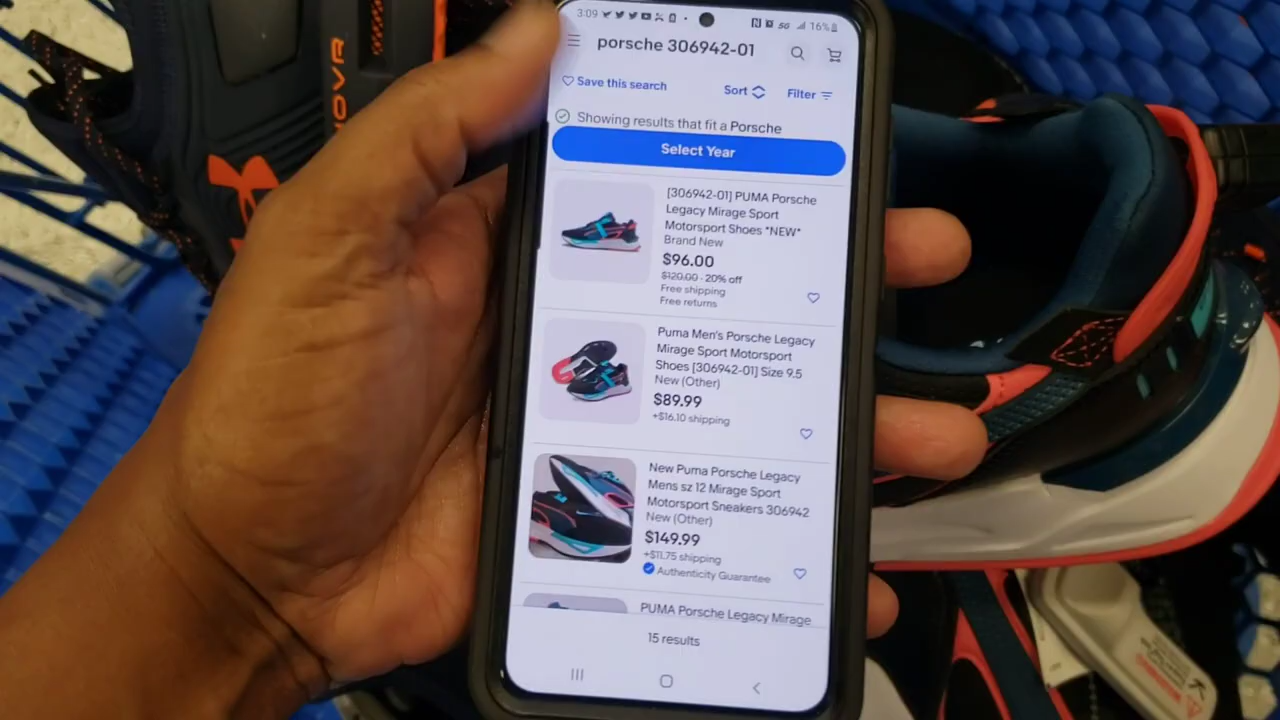 3:09
5G
16%
porsche 306942-01
Save this search
Sort
Filter
Showing results that fit a Porsche
Select Year
[306942-01] PUMA Porsche
Legacy Mirage Sport
Motorsport Shoes *NEW*
Brand New
$96.00
$120.00 · 20% off
Free shipping
Free returns
Puma Men's Porsche Legacy
Mirage Sport Motorsport
Shoes [306942-01] Size 9.5
New (Other)
$89.99
+$16.10 shipping
New Puma Porsche Legacy
Mens sz 12 Mirage Sport
Motorsport Sneakers 306942
New (Other)
$149.99
+$11.75 shipping
Authenticity Guarantee
PUMA Porsche Legacy Mirage
15 results
HOVR